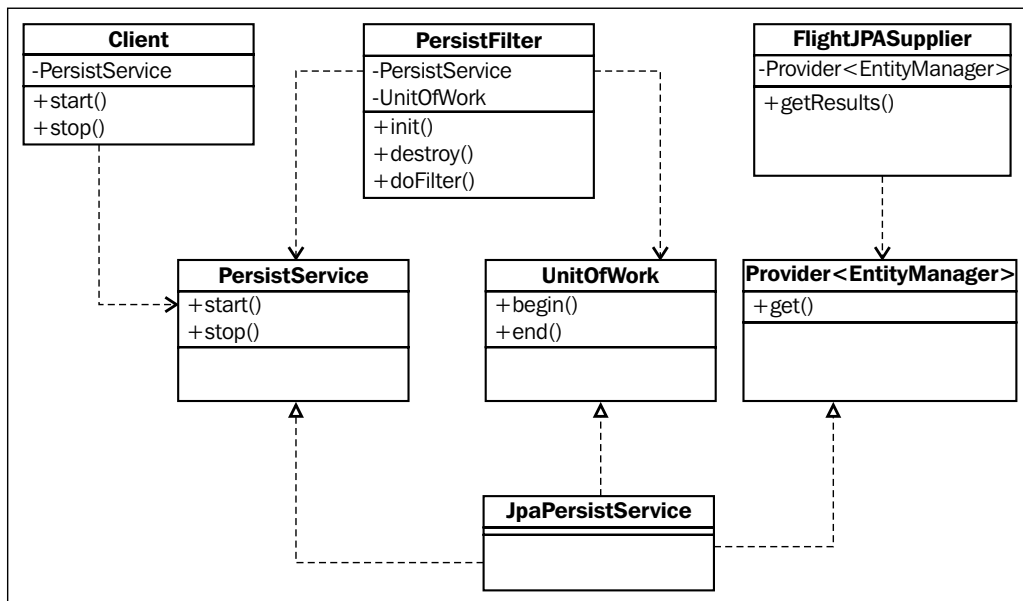 Client
-PersistService
+start()
+stop()
PersistFilter
-PersistService
-UnitOfWork
+init()
+destroy()
+doFilter()
FlightJPASupplier
-Provider<EntityManager>
+getResults()
PersistService
+start()
+stop()
UnitOfWork
+begin()
+end()
Provider<EntityManager>
+get()
JpaPersistService